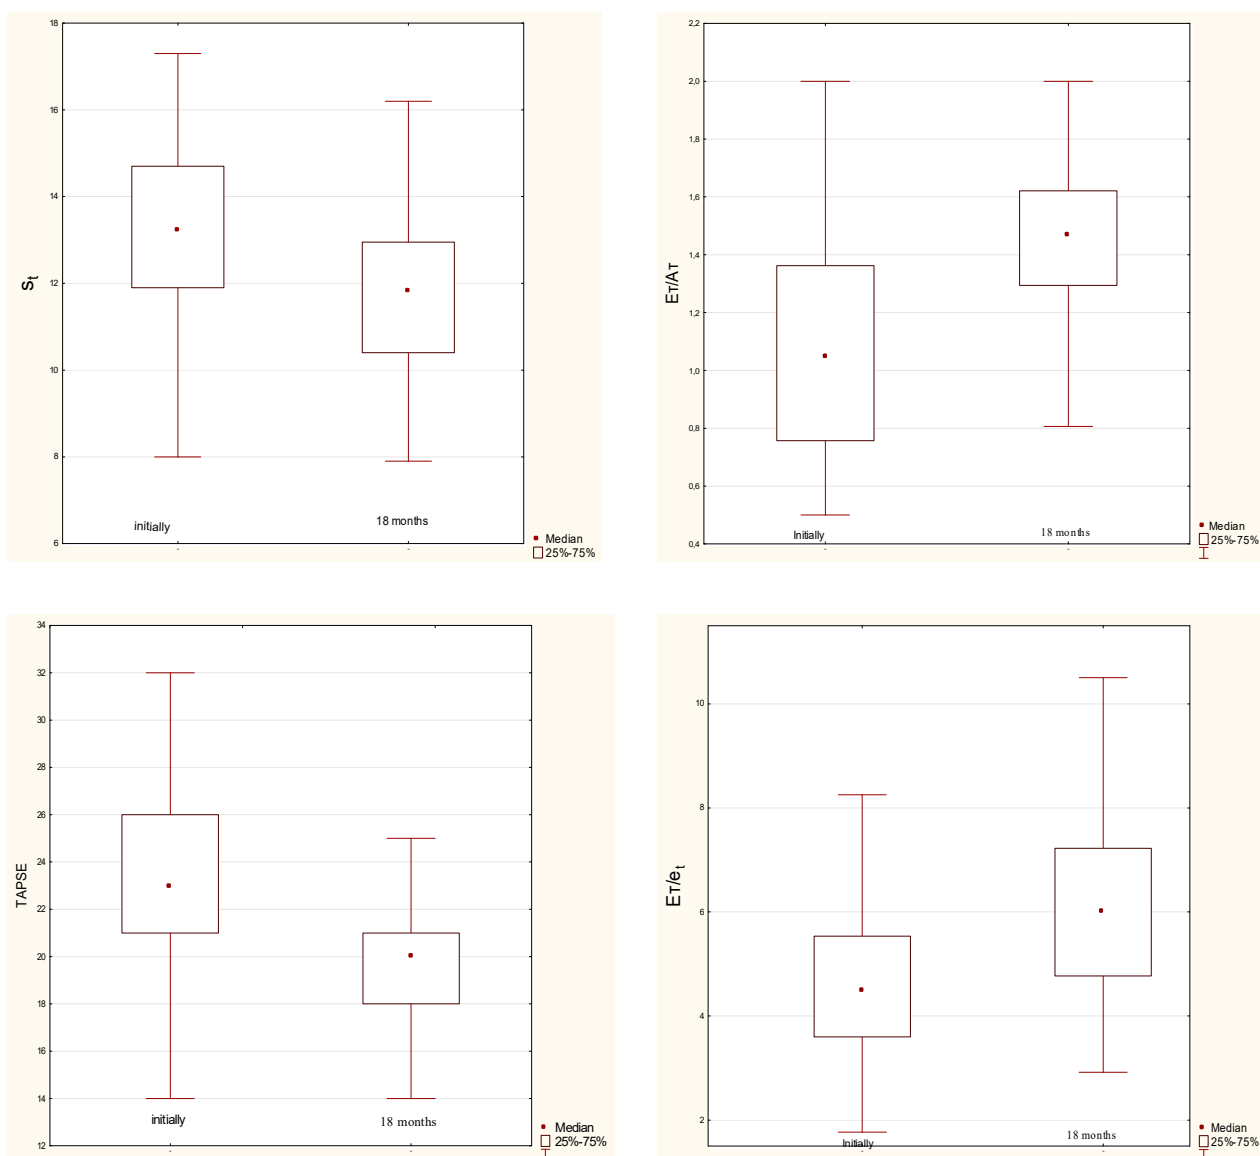 18
16
14
12
10
8
6
St
initially
18 months
Median
25%-75%
2,2
2,0
1,8
1,6
1,4
1,2
1,0
0,8
0,6
0,4
Eт/Aт
Initially
18 months
Median
25%-75%
34
32
30
28
26
24
22
20
18
16
14
12
TAPSE
initially
18 months
Median
25%-75%
10
8
6
4
2
Eт/et
Initially
18 months
Median
25%-75%